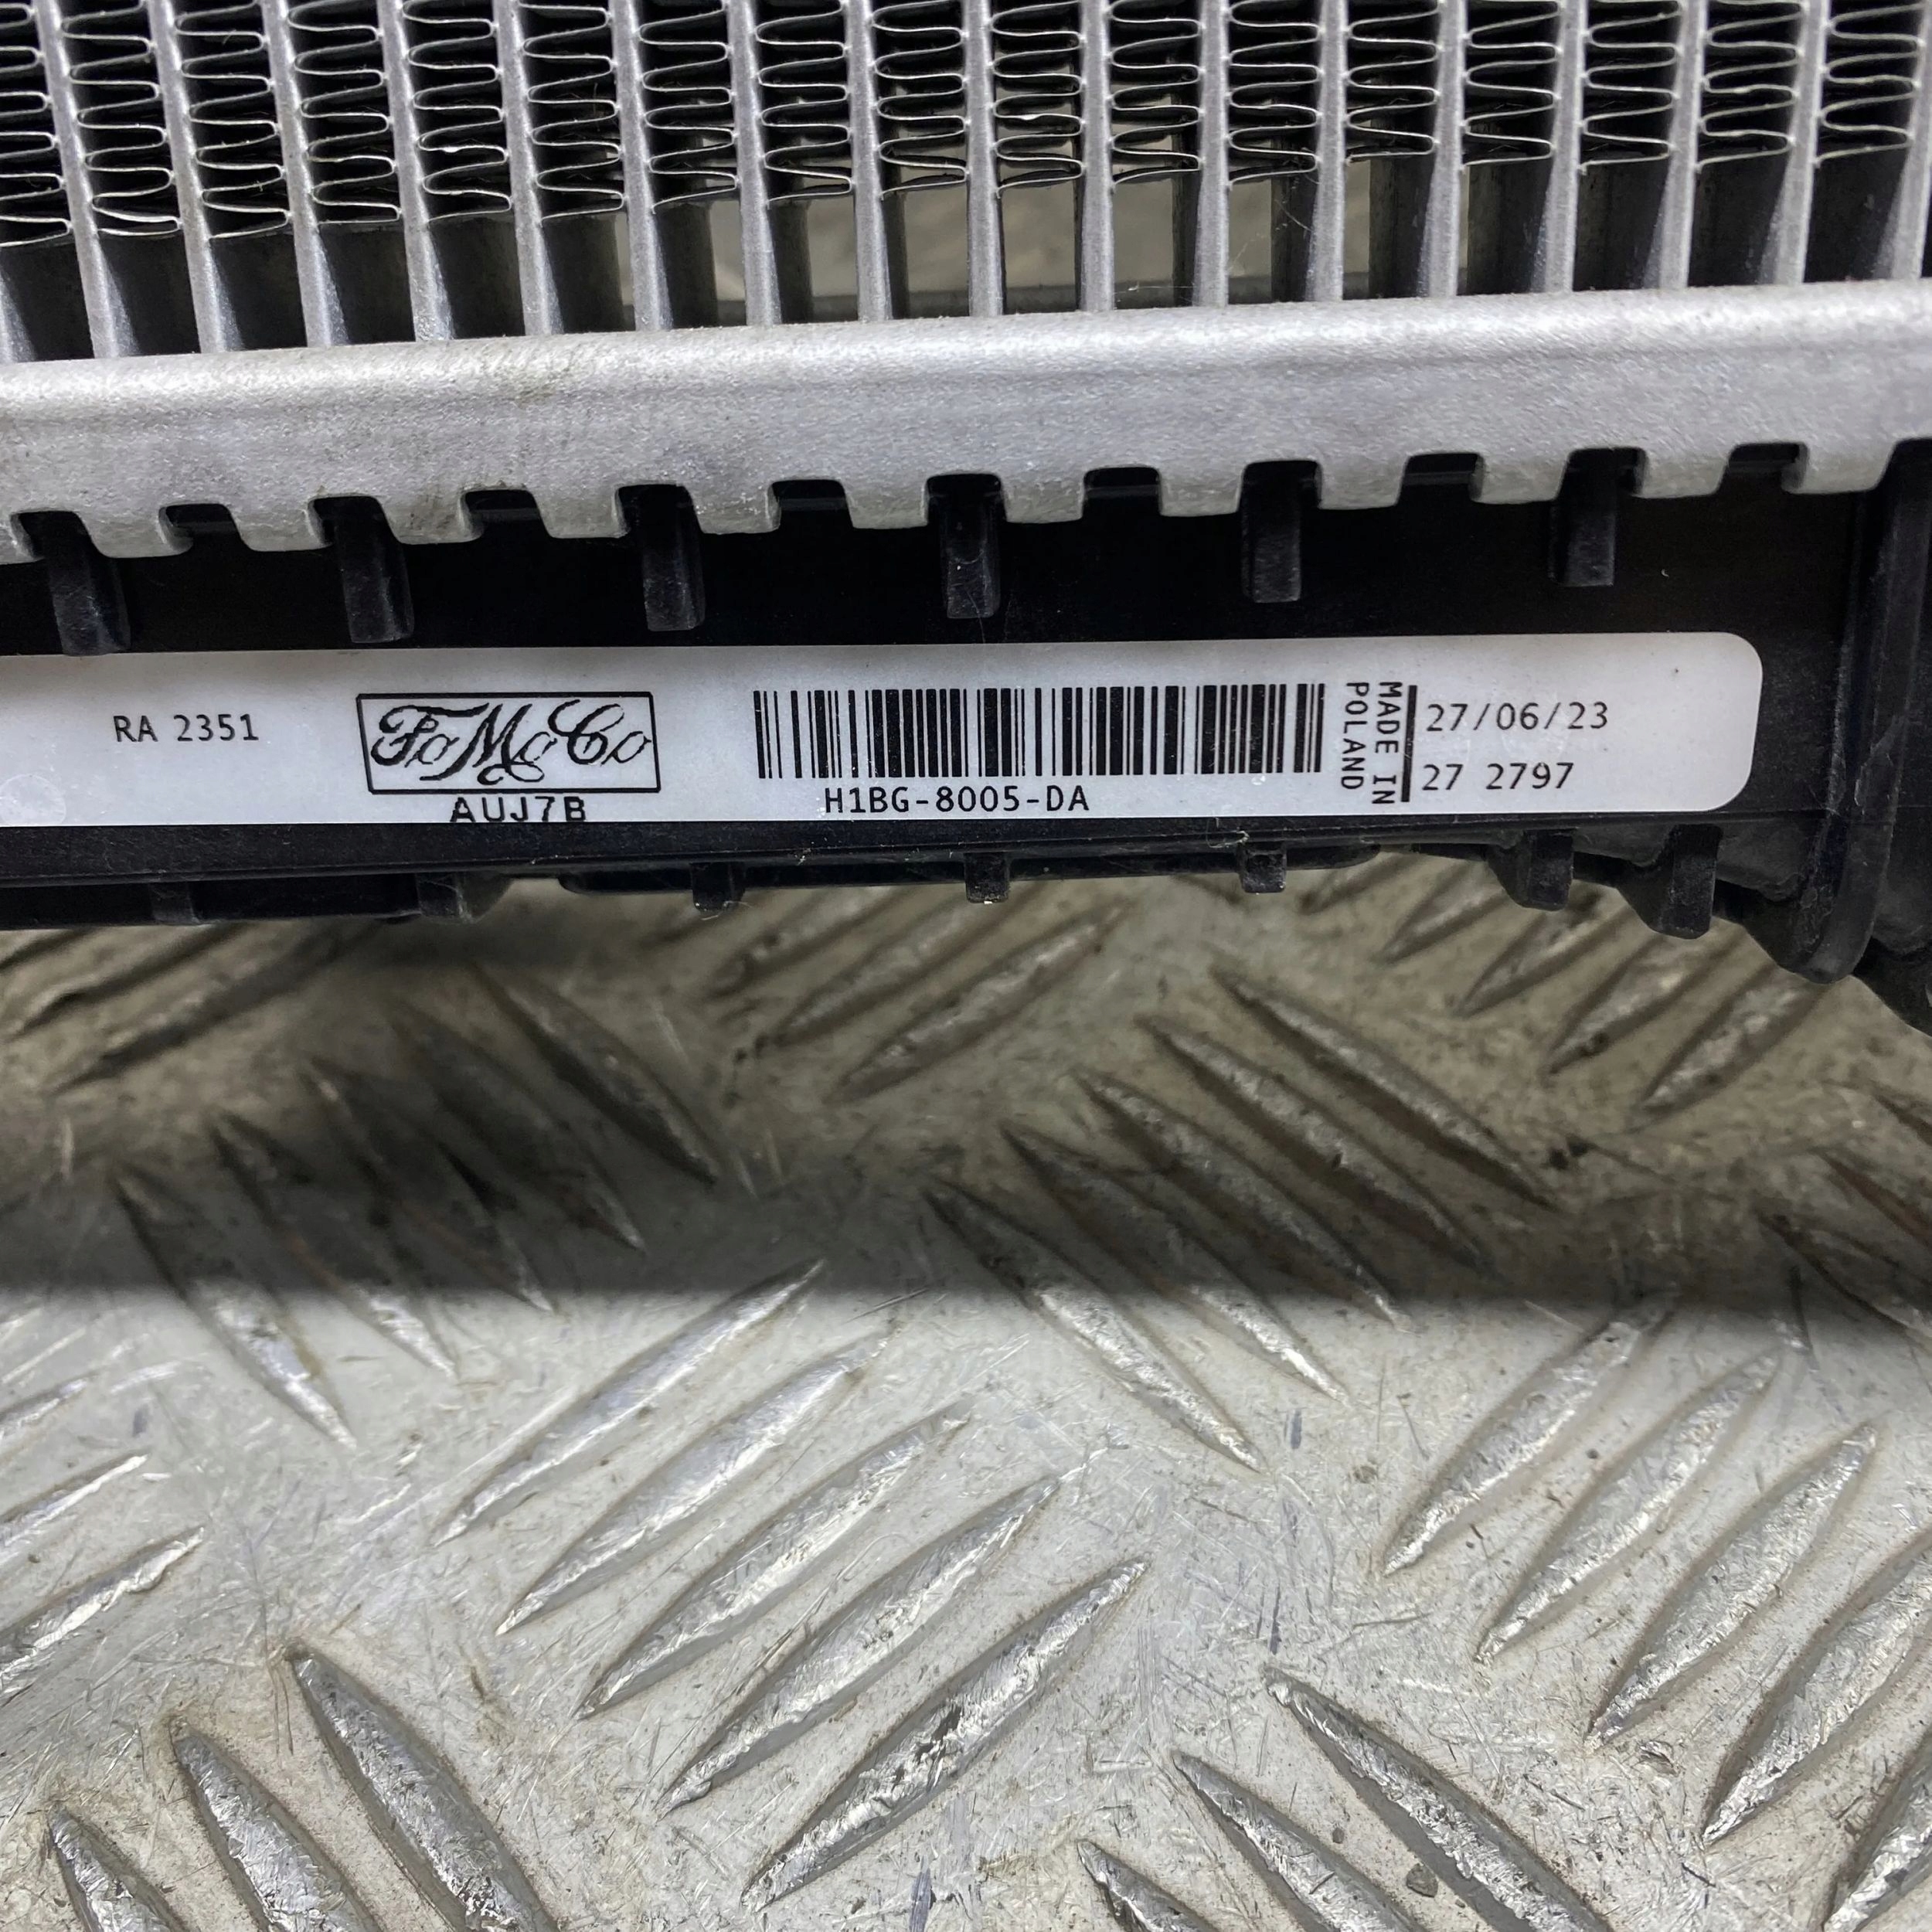 RA 2351
FoMoCo
AUJ7B
H1BG-8005-DA
MADE IN
POLAND
27/06/23
27 2797